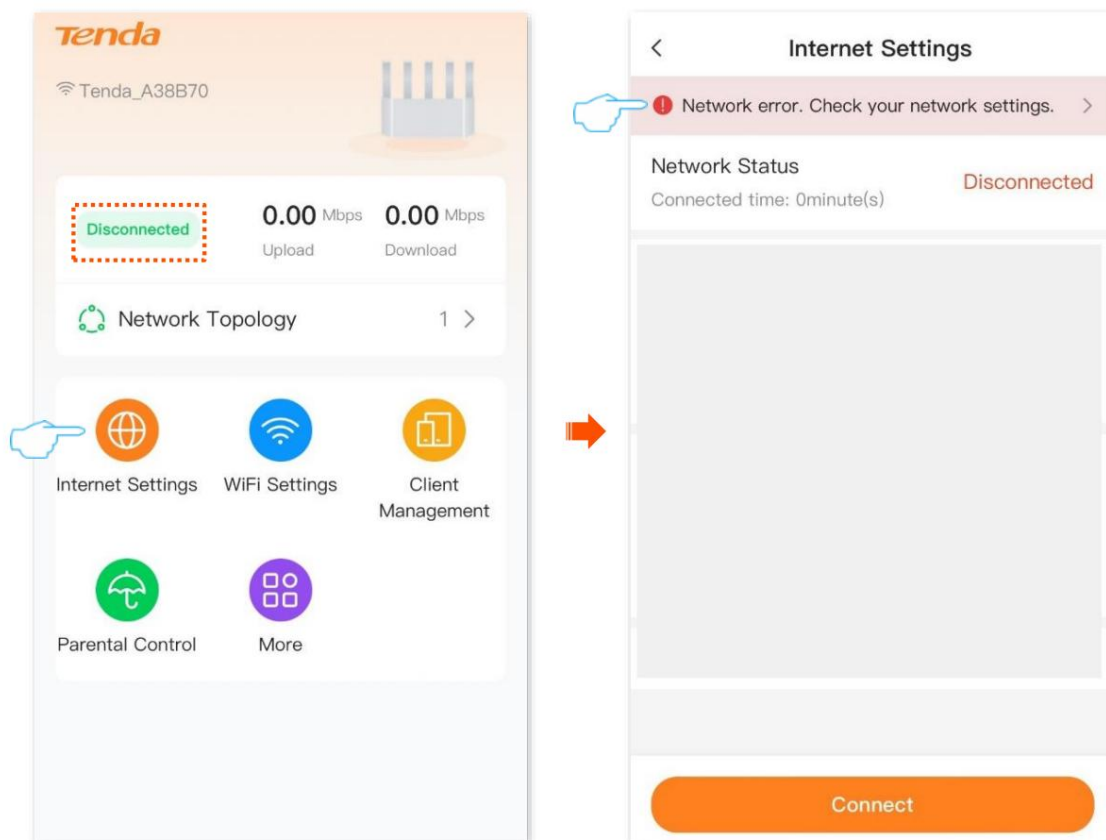 Tenda
Tenda_A38B70
Disconnected
0.00 Mbps
Upload
0.00 Mbps
Download
Network Topology 1
Internet Settings
WiFi Settings
Client
Management
Parental Control
More
Internet Settings
Network error. Check your network settings.
Network Status
Connected time: 0minute(s)
Disconnected
Connect